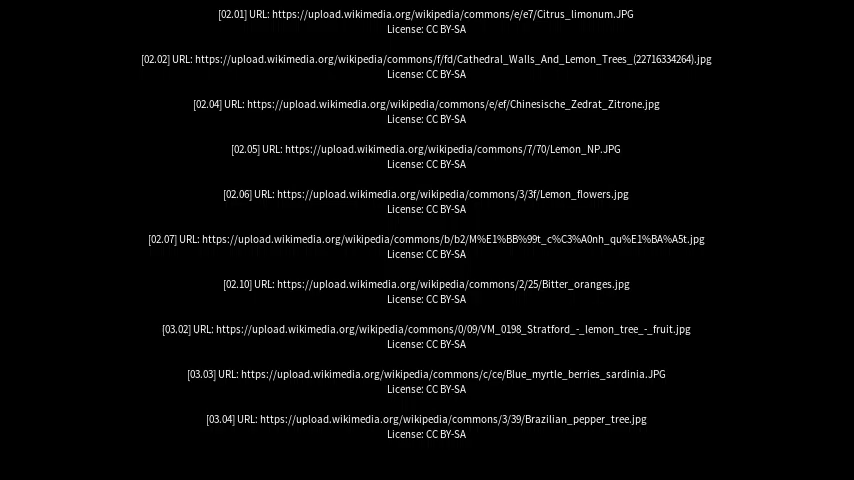 [02.01] URL: https://upload.wikimedia.org/wikipedia/commons/e/e7/Citrus_limonum.JPG
License: CC BY-SA
[02.02] URL: https://upload.wikimedia.org/wikipedia/commons/f/fd/Cathedral_Walls_And_Lemon_Trees_(22716334264).jpg
License: CC BY-SA
[02.04] URL: https://upload.wikimedia.org/wikipedia/commons/e/ef/Chinesische_Zedrat_Zitrone.jpg
License: CC BY-SA
[02.05] URL: https://upload.wikimedia.org/wikipedia/commons/7/70/Lemon_NP.JPG
License: CC BY-SA
[02.06] URL: https://upload.wikimedia.org/wikipedia/commons/3/3f/Lemon_flowers.jpg
License: CC BY-SA
[02.07] URL: https://upload.wikimedia.org/wikipedia/commons/b/b2/M%E1%BB%99t_c%C3%A0nh_qu%E1%BA%A5t.jpg
License: CC BY-SA
[02.10] URL: https://upload.wikimedia.org/wikipedia/commons/2/25/Bitter_oranges.jpg
License: CC BY-SA
[03.02] URL: https://upload.wikimedia.org/wikipedia/commons/0/09/VM_0198_Stratford_-_lemon_tree_-_fruit.jpg
License: CC BY-SA
[03.03] URL: https://upload.wikimedia.org/wikipedia/commons/c/ce/Blue_myrtle_berries_sardinia.JPG
License: CC BY-SA
[03.04] URL: https://upload.wikimedia.org/wikipedia/commons/3/39/Brazilian_pepper_tree.jpg
License: CC BY-SA